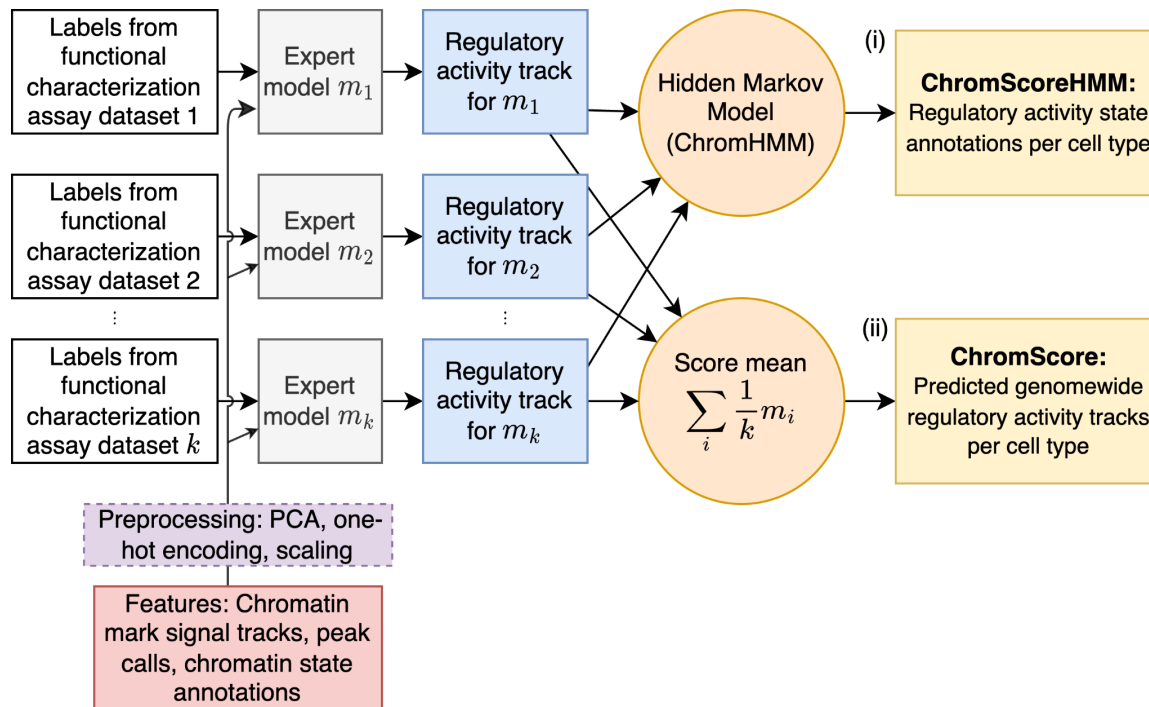 Labels from
functional
characterization
assay dataset 1
Expert
model m₁
Regulatory
activity track
for m₁
Hidden Markov
Model
(ChromHMM)
(i)
ChromScoreHMM:
Regulatory activity state
annotations per cell type
Labels from
functional
characterization
assay dataset 2
Expert
model m₂
Regulatory
activity track
for m₂
⋮
⋮
Labels from
functional
characterization
assay dataset k
Expert
model mₖ
Regulatory
activity track
for mₖ
Score mean
∑ᵢ 1/k mᵢ
(ii)
ChromScore:
Predicted genomewide
regulatory activity tracks
per cell type
Preprocessing: PCA, one-
hot encoding, scaling
Features: Chromatin
mark signal tracks, peak
calls, chromatin state
annotations